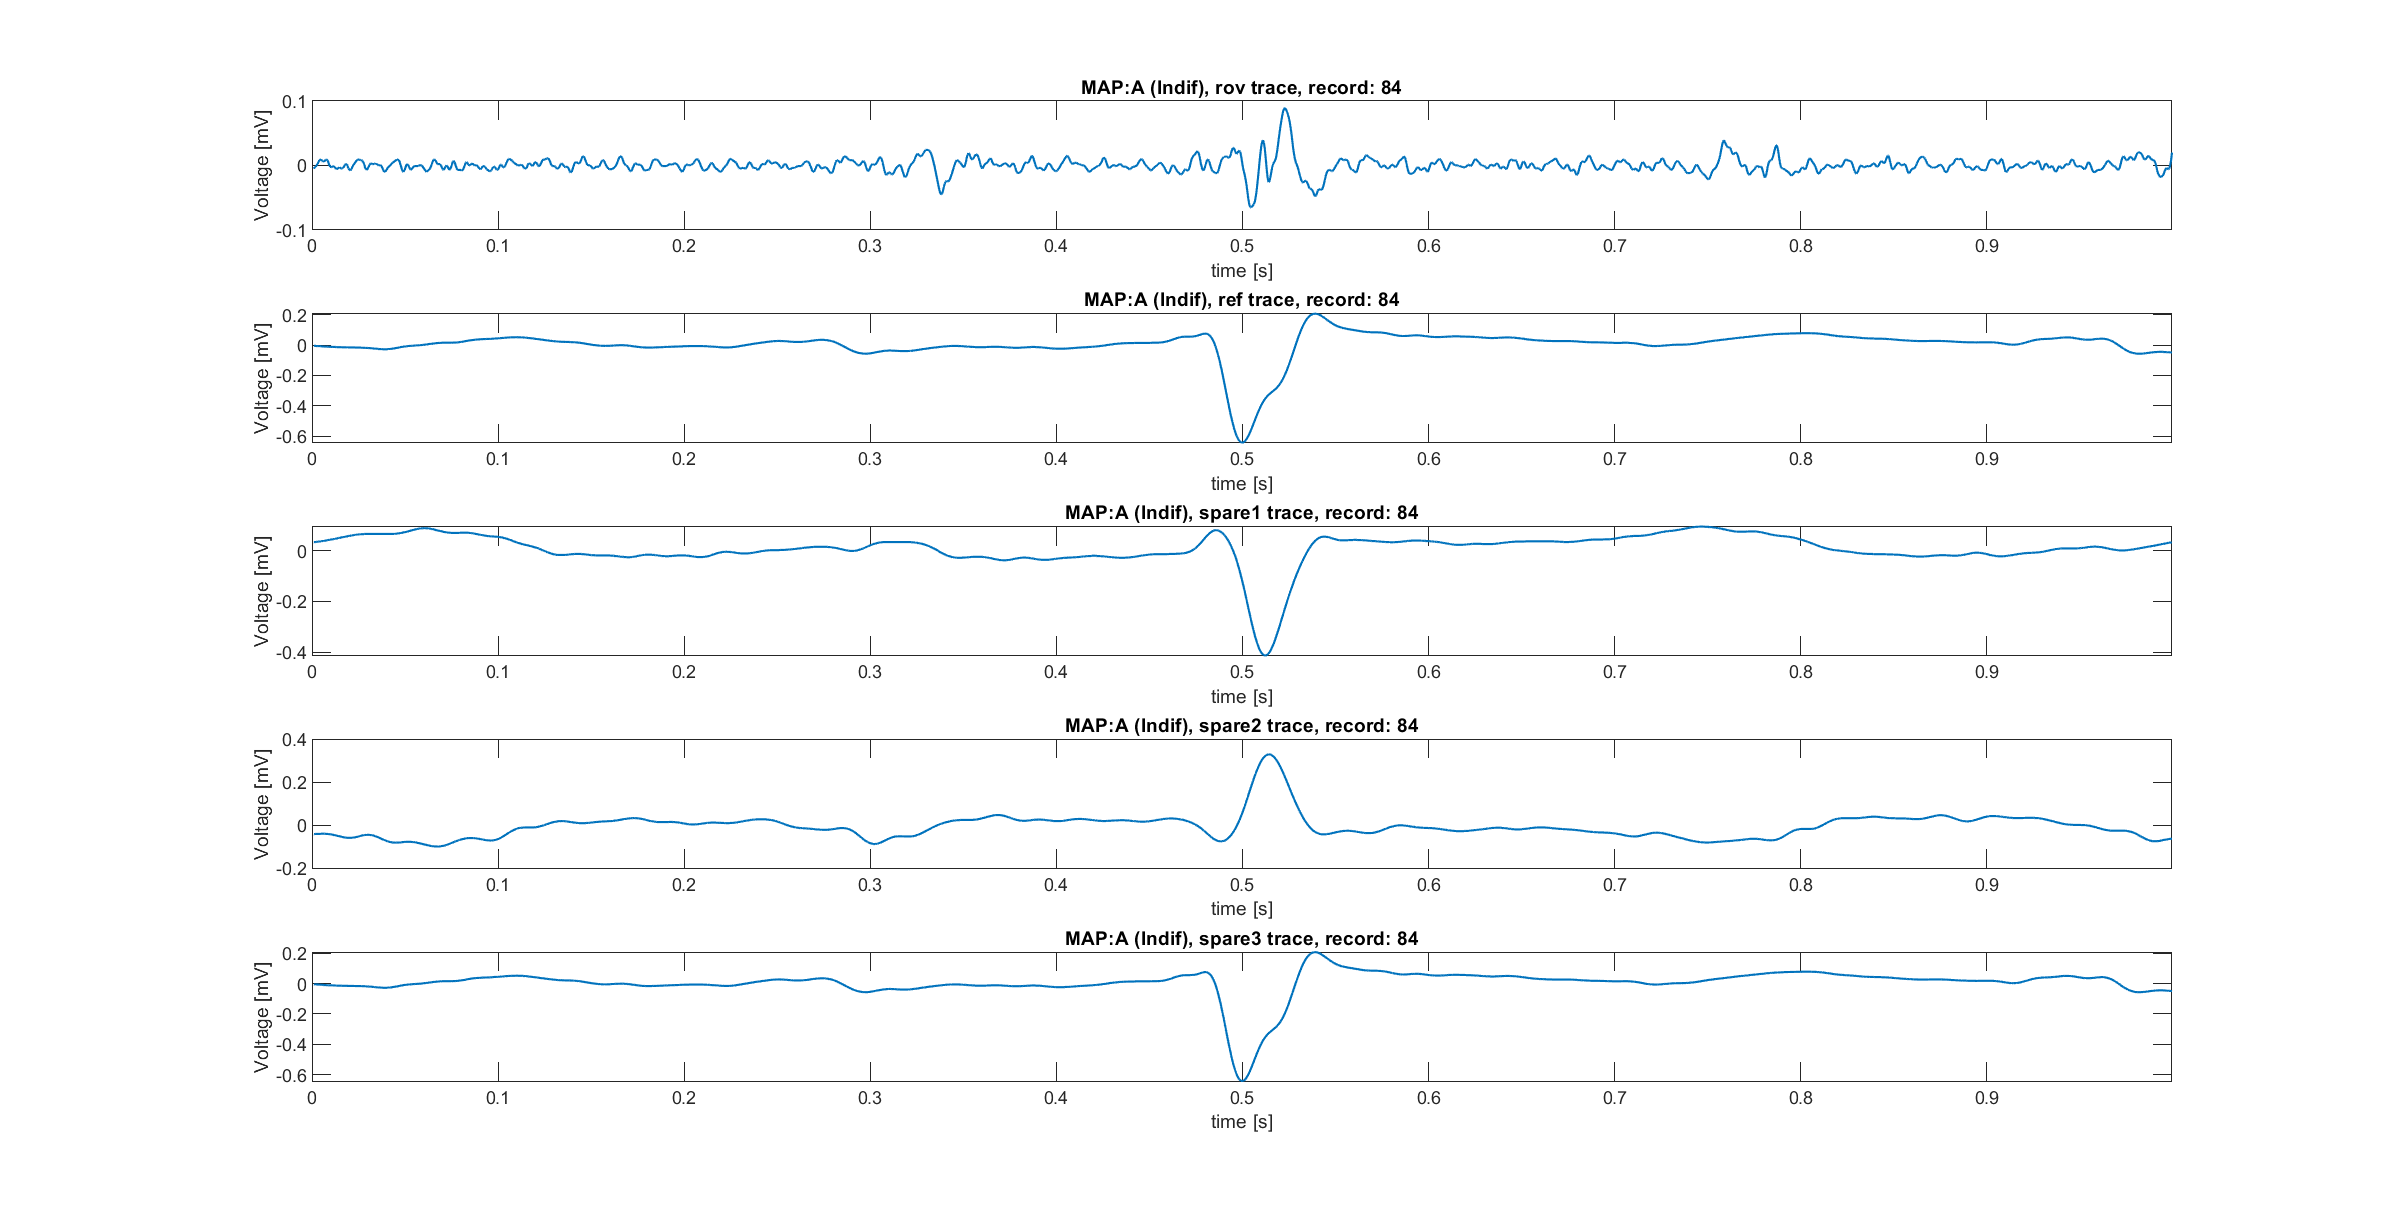 MAP:A (Indif), rov trace, record: 84
Voltage [mV]
0.1
0
-0.1
0 0.1 0.2 0.3 0.4 0.5 0.6 0.7 0.8 0.9
time [s]
MAP:A (Indif), ref trace, record: 84
Voltage [mV]
0.2
0
-0.2
-0.4
-0.6
0 0.1 0.2 0.3 0.4 0.5 0.6 0.7 0.8 0.9
time [s]
MAP:A (Indif), spare1 trace, record: 84
Voltage [mV]
0
-0.2
-0.4
0 0.1 0.2 0.3 0.4 0.5 0.6 0.7 0.8 0.9
time [s]
MAP:A (Indif), spare2 trace, record: 84
Voltage [mV]
0.4
0.2
0
-0.2
0 0.1 0.2 0.3 0.4 0.5 0.6 0.7 0.8 0.9
time [s]
MAP:A (Indif), spare3 trace, record: 84
Voltage [mV]
0.2
0
-0.2
-0.4
-0.6
0 0.1 0.2 0.3 0.4 0.5 0.6 0.7 0.8 0.9
time [s]